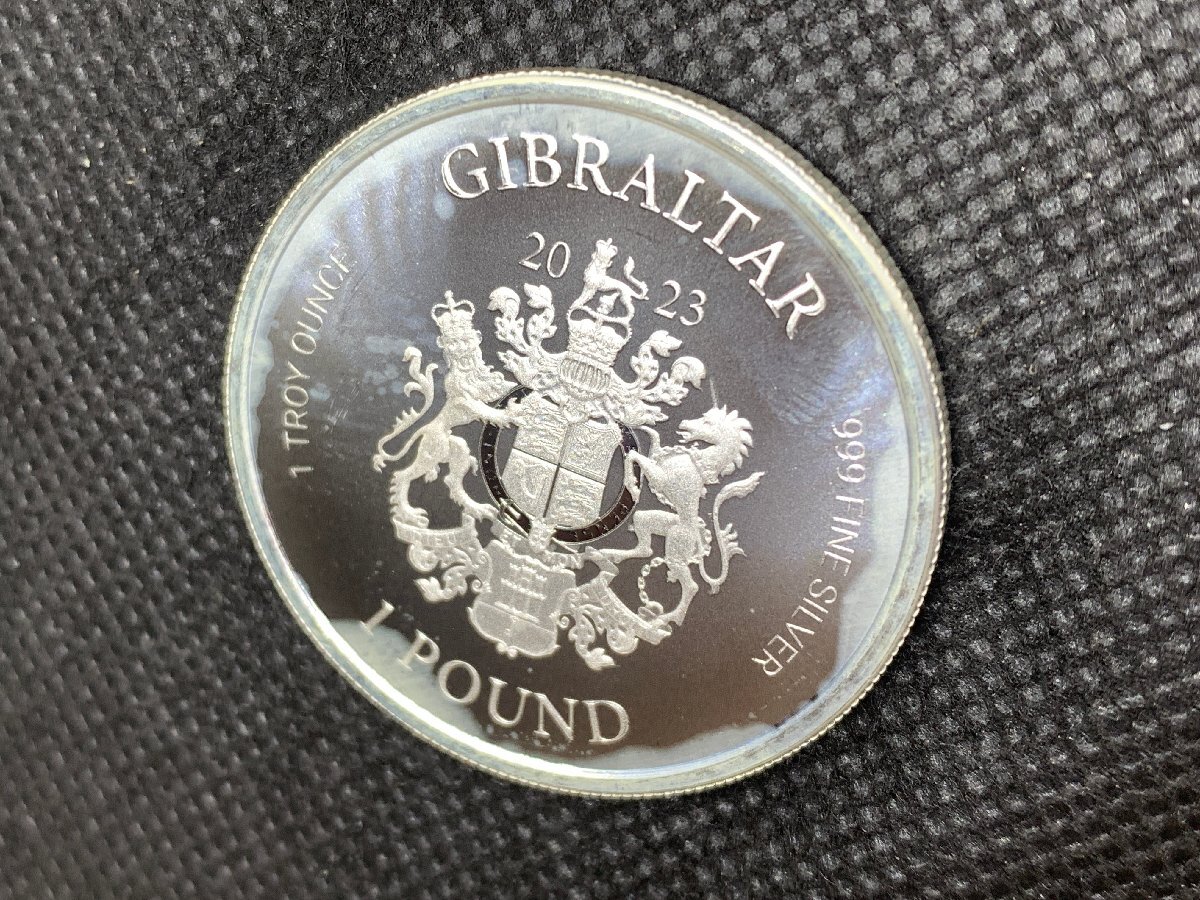 GIBRALTAR
20 23
1 TROY OUNCE
.999 FINE SILVER
1 POUND